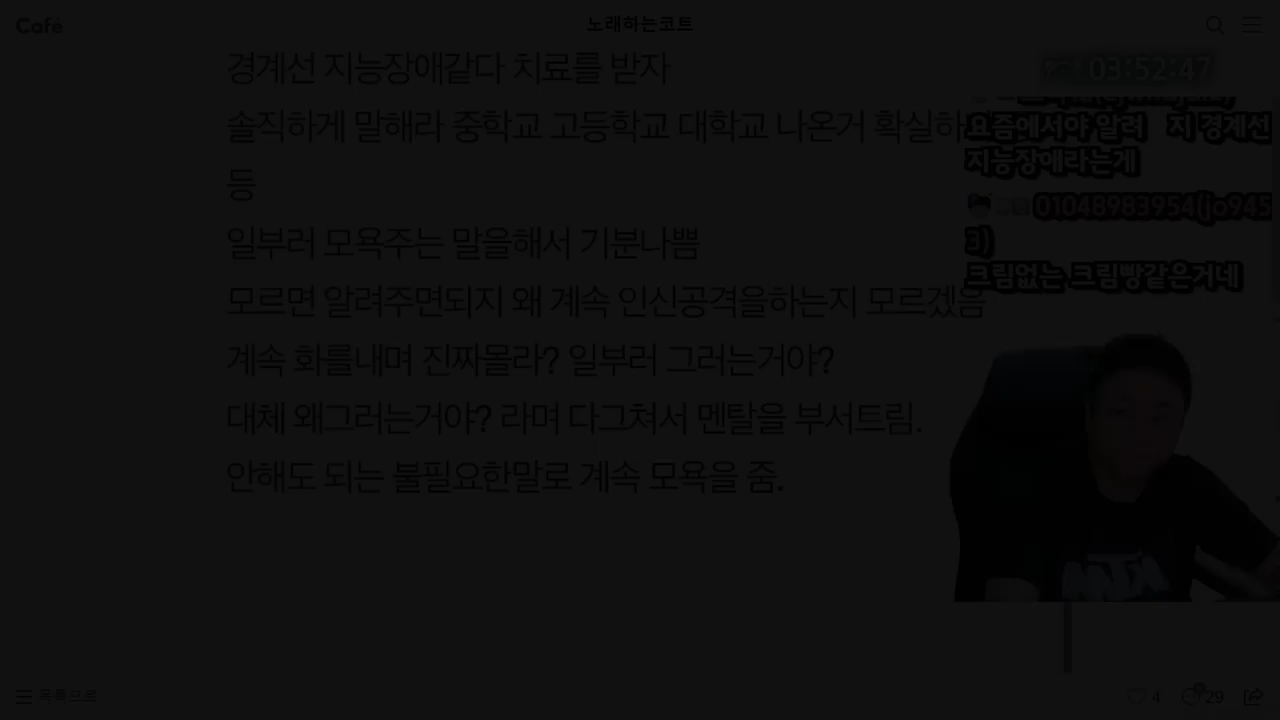 Cafe
노래하는코트
경계선 지능장애같다 치료를 받자
03:52:47
솔직하게 말해라 중학교 고등학교 대학교 나온거 확실하
등
요즘에서야 알려 지 경계선
지능장애라는게
01048983954(jo945
3)
크림없는 크림빵같은거네
일부러 모욕주는 말을해서 기분나쁨
모르면 알려주면되지 왜 계속 인신공격을하는지 모르겠음
계속 화를내며 진짜몰라? 일부러 그러는거야?
대체 왜그러는거야? 라며 다그쳐서 멘탈을 부서트림.
안해도 되는 불필요한말로 계속 모욕을 줌.
목록으로
4
29